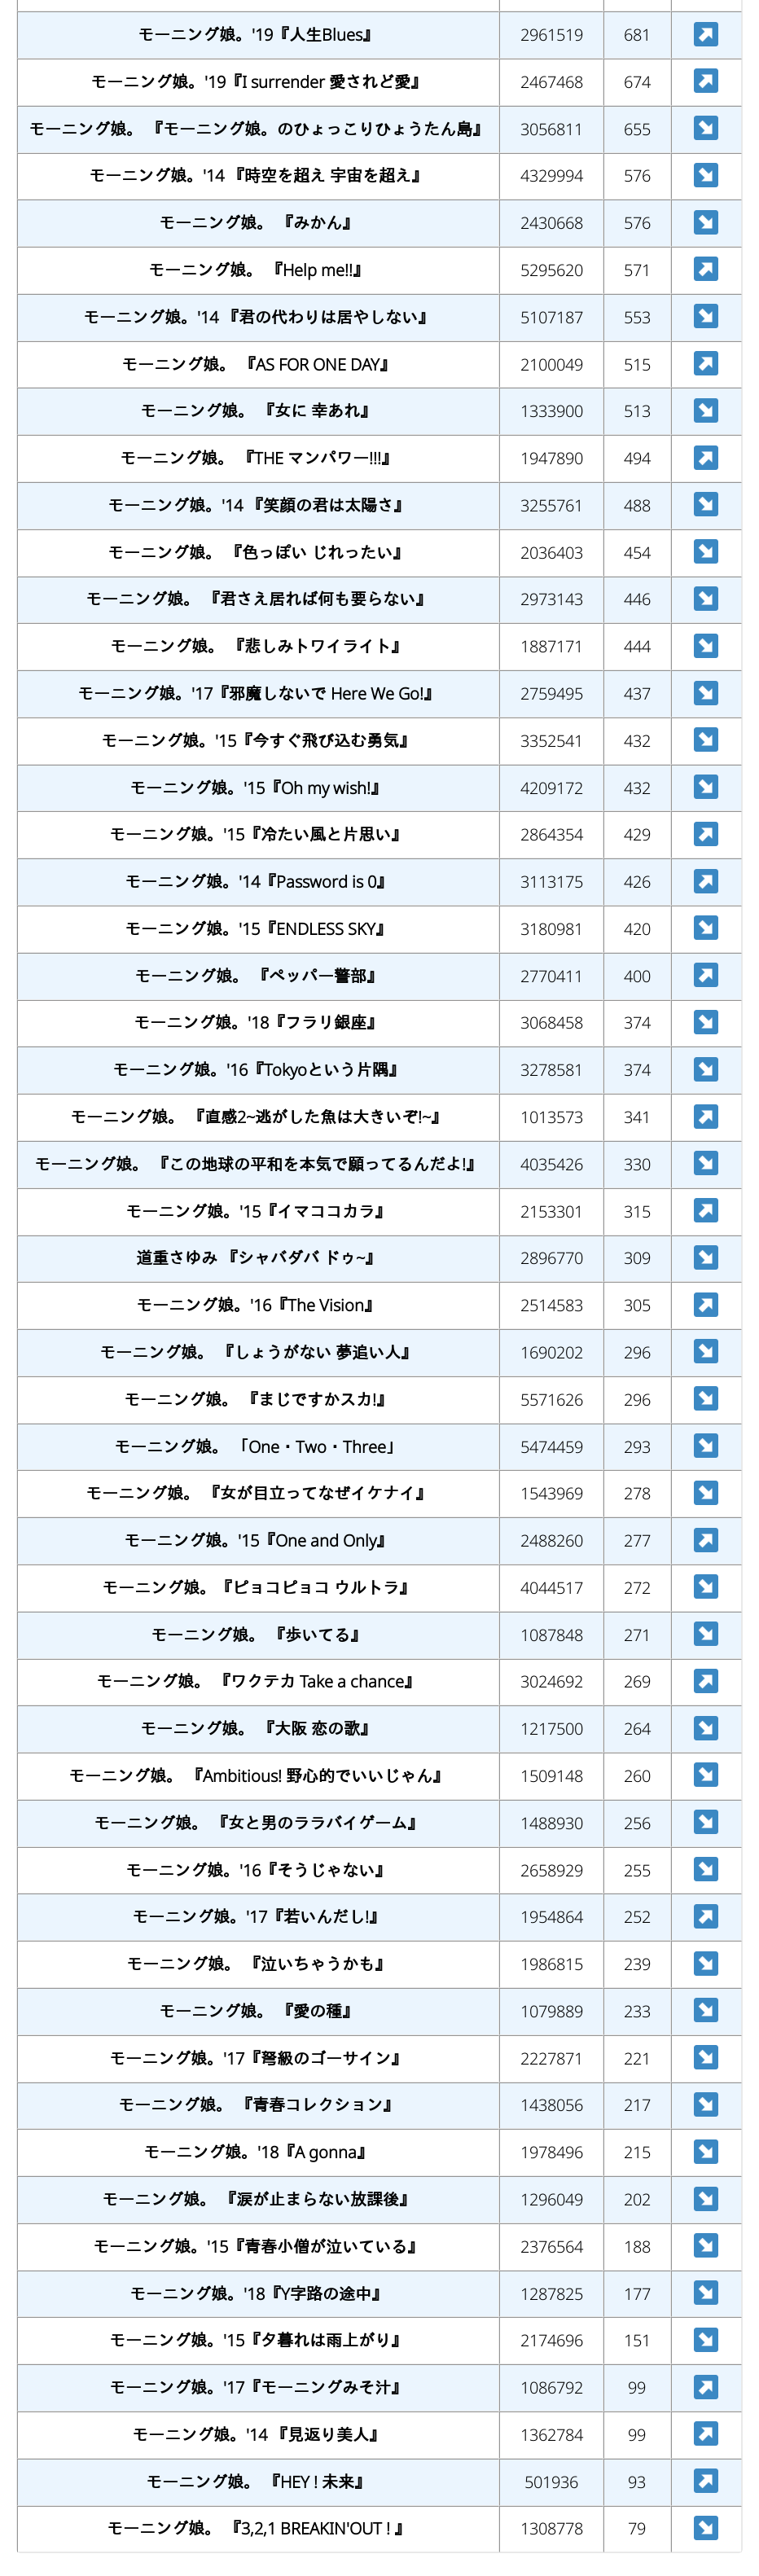 モーニング娘。'19『人生Blues』 2961519 681
モーニング娘。'19『I surrender 愛されど愛』 2467468 674
モーニング娘。 『モーニング娘。のひょっこりひょうたん島』 3056811 655
モーニング娘。'14 『時空を超え 宇宙を超え』 4329994 576
モーニング娘。 『みかん』 2430668 576
モーニング娘。 『Help me!!』 5295620 571
モーニング娘。'14 『君の代わりは居やしない』 5107187 553
モーニング娘。 『AS FOR ONE DAY』 2100049 515
モーニング娘。 『女に 幸あれ』 1333900 513
モーニング娘。 『THE マンパワー!!!』 1947890 494
モーニング娘。'14 『笑顔の君は太陽さ』 3255761 488
モーニング娘。 『色っぽい じれったい』 2036403 454
モーニング娘。 『君さえ居れば何も要らない』 2973143 446
モーニング娘。 『悲しみトワイライト』 1887171 444
モーニング娘。'17『邪魔しないで Here We Go!』 2759495 437
モーニング娘。'15『今すぐ飛び込む勇気』 3352541 432
モーニング娘。'15『Oh my wish!』 4209172 432
モーニング娘。'15『冷たい風と片思い』 2864354 429
モーニング娘。'14『Password is 0』 3113175 426
モーニング娘。'15『ENDLESS SKY』 3180981 420
モーニング娘。 『ペッパー警部』 2770411 400
モーニング娘。'18『フラリ銀座』 3068458 374
モーニング娘。'16『Tokyoという片隅』 3278581 374
モーニング娘。 『直感2~逃がした魚は大きいぞ!~』 1013573 341
モーニング娘。 『この地球の平和を本気で願ってるんだよ!』 4035426 330
モーニング娘。'15『イマココカラ』 2153301 315
道重さゆみ 『シャバダバ ドゥ~』 2896770 309
モーニング娘。'16『The Vision』 2514583 305
モーニング娘。 『しょうがない 夢追い人』 1690202 296
モーニング娘。 『まじですかスカ!』 5571626 296
モーニング娘。 「One・Two・Three」 5474459 293
モーニング娘。 『女が目立ってなぜイケナイ』 1543969 278
モーニング娘。'15『One and Only』 2488260 277
モーニング娘。『ピョコピョコ ウルトラ』 4044517 272
モーニング娘。 『歩いてる』 1087848 271
モーニング娘。 『ワクテカ Take a chance』 3024692 269
モーニング娘。 『大阪 恋の歌』 1217500 264
モーニング娘。 『Ambitious! 野心的でいいじゃん』 1509148 260
モーニング娘。 『女と男のララバイゲーム』 1488930 256
モーニング娘。'16『そうじゃない』 2658929 255
モーニング娘。'17『若いんだし!』 1954864 252
モーニング娘。 『泣いちゃうかも』 1986815 239
モーニング娘。 『愛の種』 1079889 233
モーニング娘。'17『弩級のゴーサイン』 2227871 221
モーニング娘。 『青春コレクション』 1438056 217
モーニング娘。'18『A gonna』 1978496 215
モーニング娘。 『涙が止まらない放課後』 1296049 202
モーニング娘。'15『青春小僧が泣いている』 2376564 188
モーニング娘。'18『Y字路の途中』 1287825 177
モーニング娘。'15『夕暮れは雨上がり』 2174696 151
モーニング娘。'17『モーニングみそ汁』 1086792 99
モーニング娘。'14 『見返り美人』 1362784 99
モーニング娘。 『HEY ! 未来』 501936 93
モーニング娘。 『3,2,1 BREAKIN'OUT ! 』 1308778 79